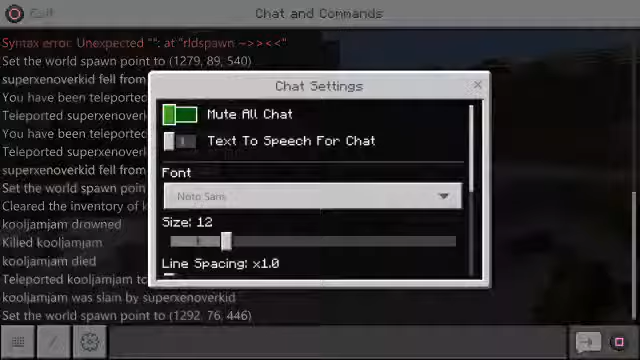 Exit
Chat and Commands
Syntax error: Unexpected "": at "rldspawn ~>><<"
Set the world spawn point to (1279, 89, 540)
superxenoverkid fell from
You have been teleported
Teleported superxenoverkid
You have been teleported
Teleported superxenoverkid
superxenoverkid fell from
Set the world spawn poin
Cleared the inventory of k
kooljamjam drowned
Killed kooljamjam
kooljamjam died
Teleported kooljamjam to
kooljamjam was slain by superxenoverkid
Set the world spawn point to (1292, 76, 446)
Chat Settings
Mute All Chat
Text To Speech For Chat
Font
Noto Sans
Size: 12
Line Spacing: x1.0